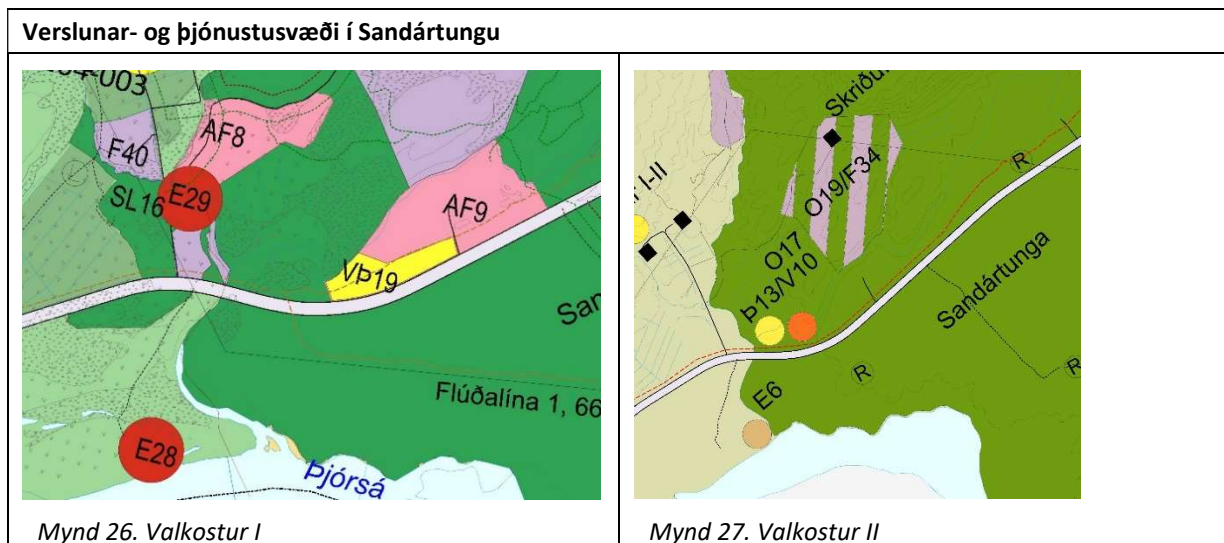 Verslunar- og þjónustusvæði í Sandártungu
003
F40
AF8
E29
SL16
AF9
VÞ19
San
Flúðalína 1, 66
E28
Þjórsá
Mynd 26. Valkostur I
Skriðu
O19/F34
R
r I-II
O17
Þ13/V10
Sandártunga
R
R
E6
Mynd 27. Valkostur II